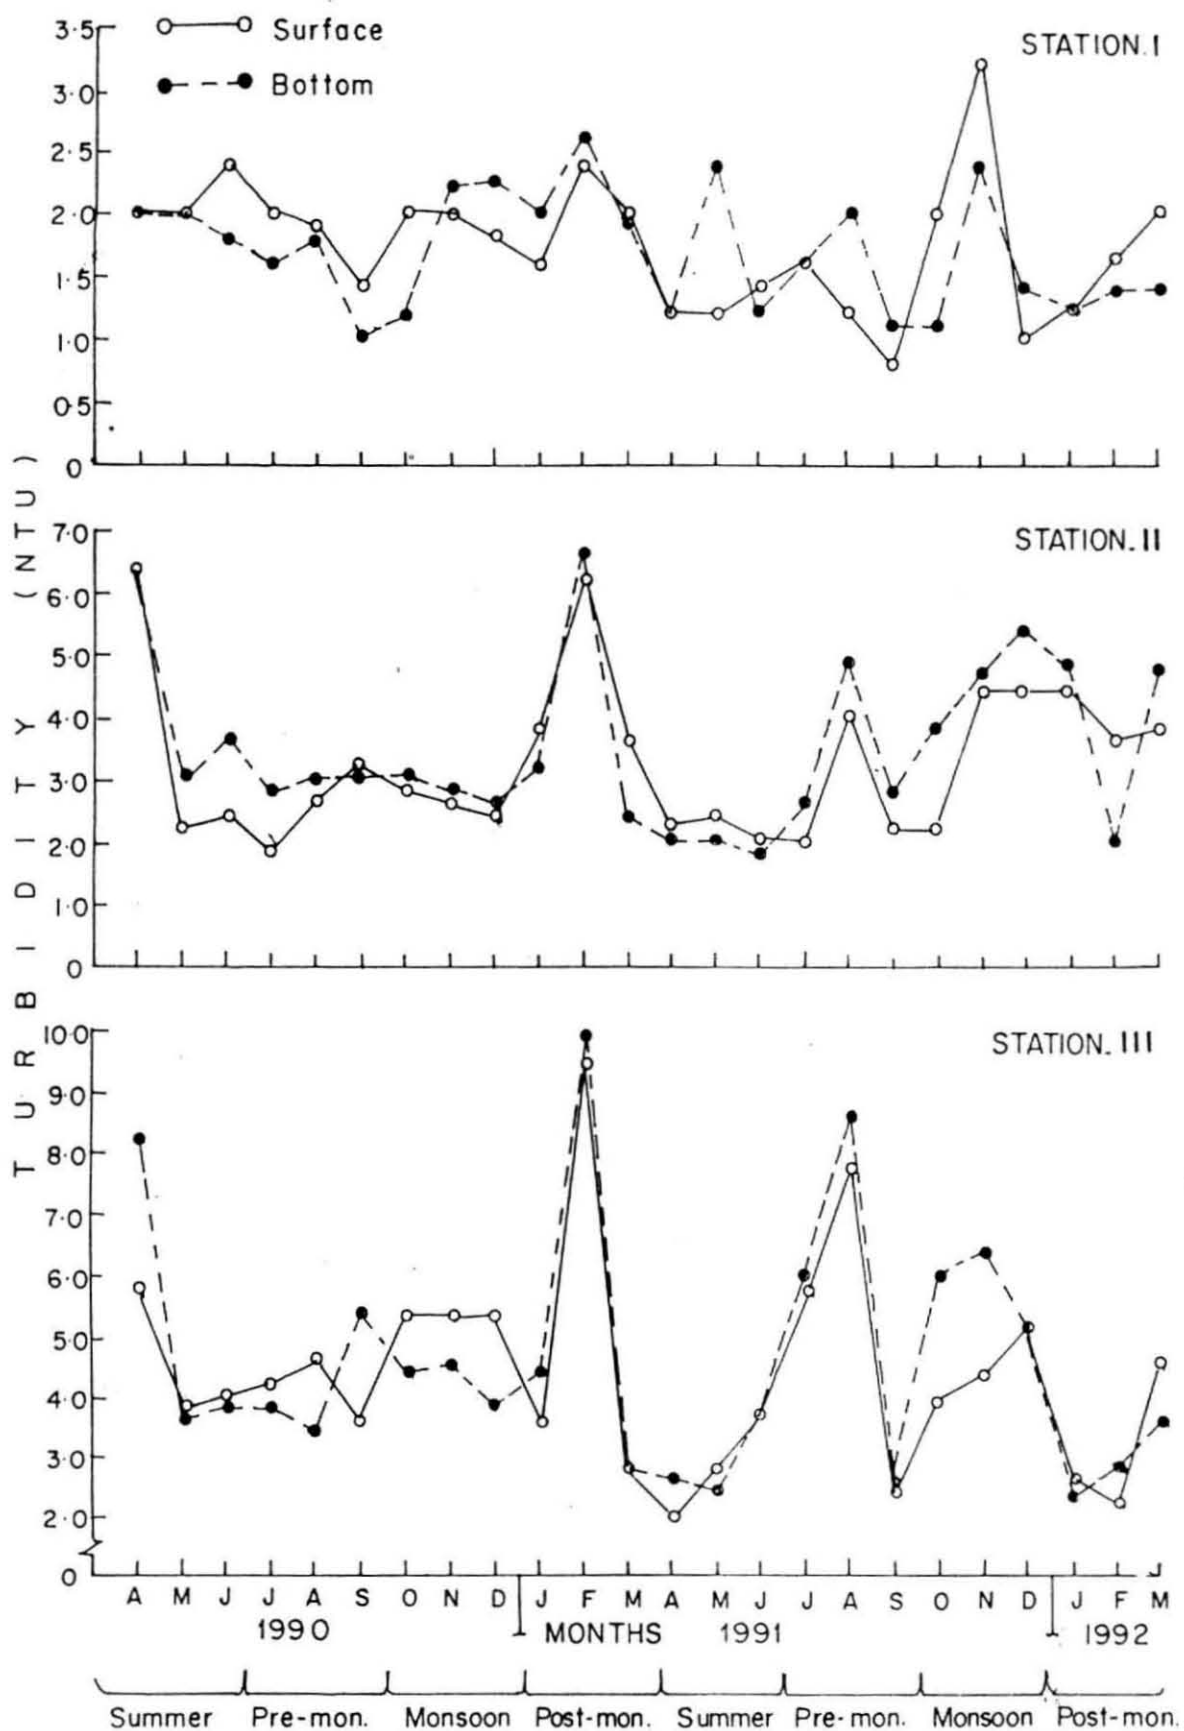 Surface
Bottom
STATION. I
3·5
3·0
2·5
2·0
1·5
1·0
0·5
0
STATION. II
7·0
6·0
5·0
4·0
3·0
2·0
1·0
0
STATION. III
10·0
9·0
8·0
7·0
6·0
5·0
4·0
3·0
2·0
0
TURBIDITY (NTU)
A M J J A S O N D J F M A M J J A S O N D J F M
1990 MONTHS 1991 1992
Summer Pre-mon. Monsoon Post-mon. Summer Pre-mon. Monsoon Post-mon.